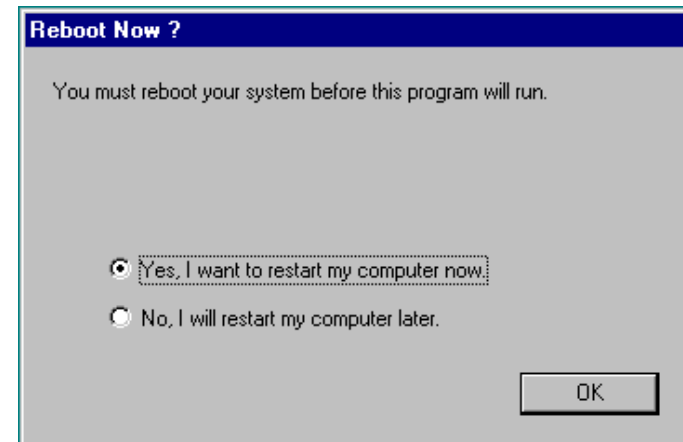 Reboot Now ?
You must reboot your system before this program will run.
Yes, I want to restart my computer now.
No, I will restart my computer later.
OK